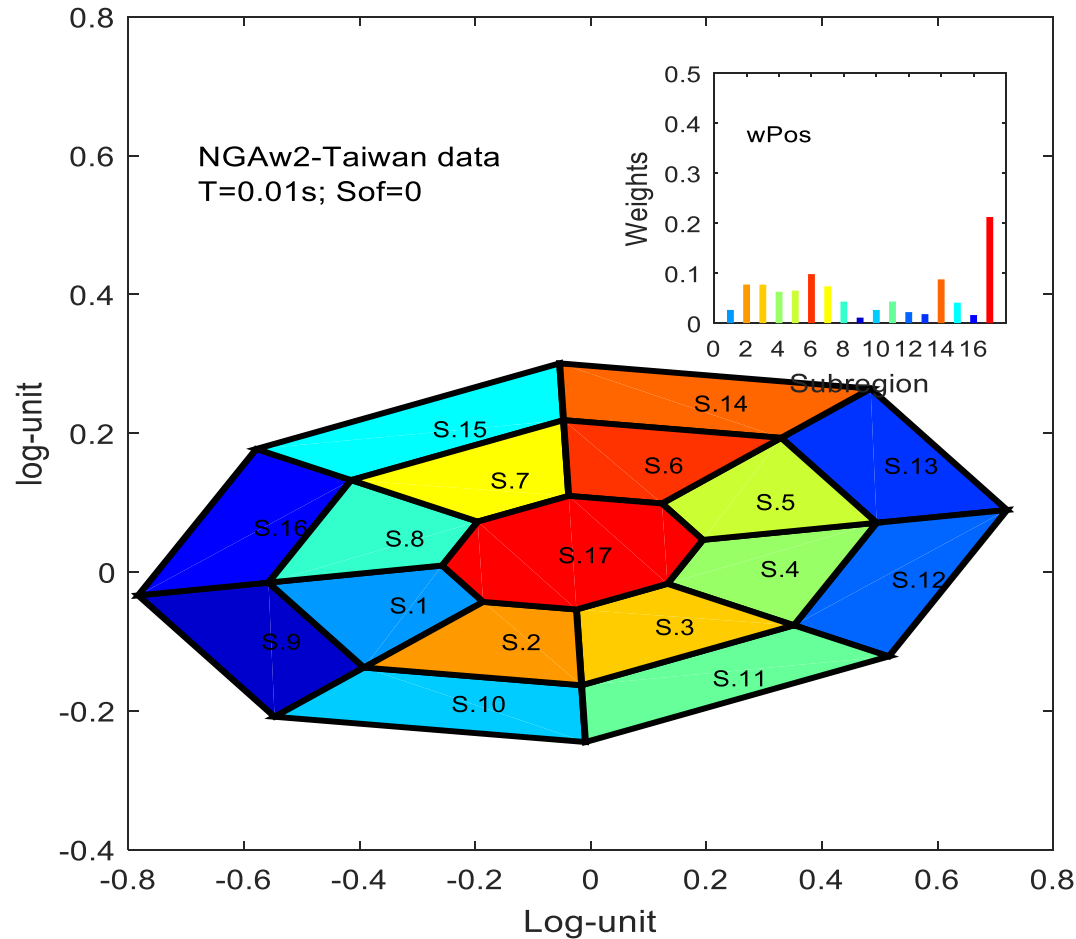 0.8
0.6
0.4
0.2
0
-0.2
-0.4
log-unit
-0.8
-0.6
-0.4
-0.2
0
0.2
0.4
0.6
0.8
Log-unit
NGAw2-Taiwan data
T=0.01s; Sof=0
0.5
0.4
0.3
0.2
0.1
0
Weights
wPos
0 2 4 6 8 10 12 14 16
Subregion
S.14
S.15
S.6
S.13
S.7
S.5
S.16
S.8
S.17
S.4
S.12
S.1
S.3
S.9
S.2
S.11
S.10